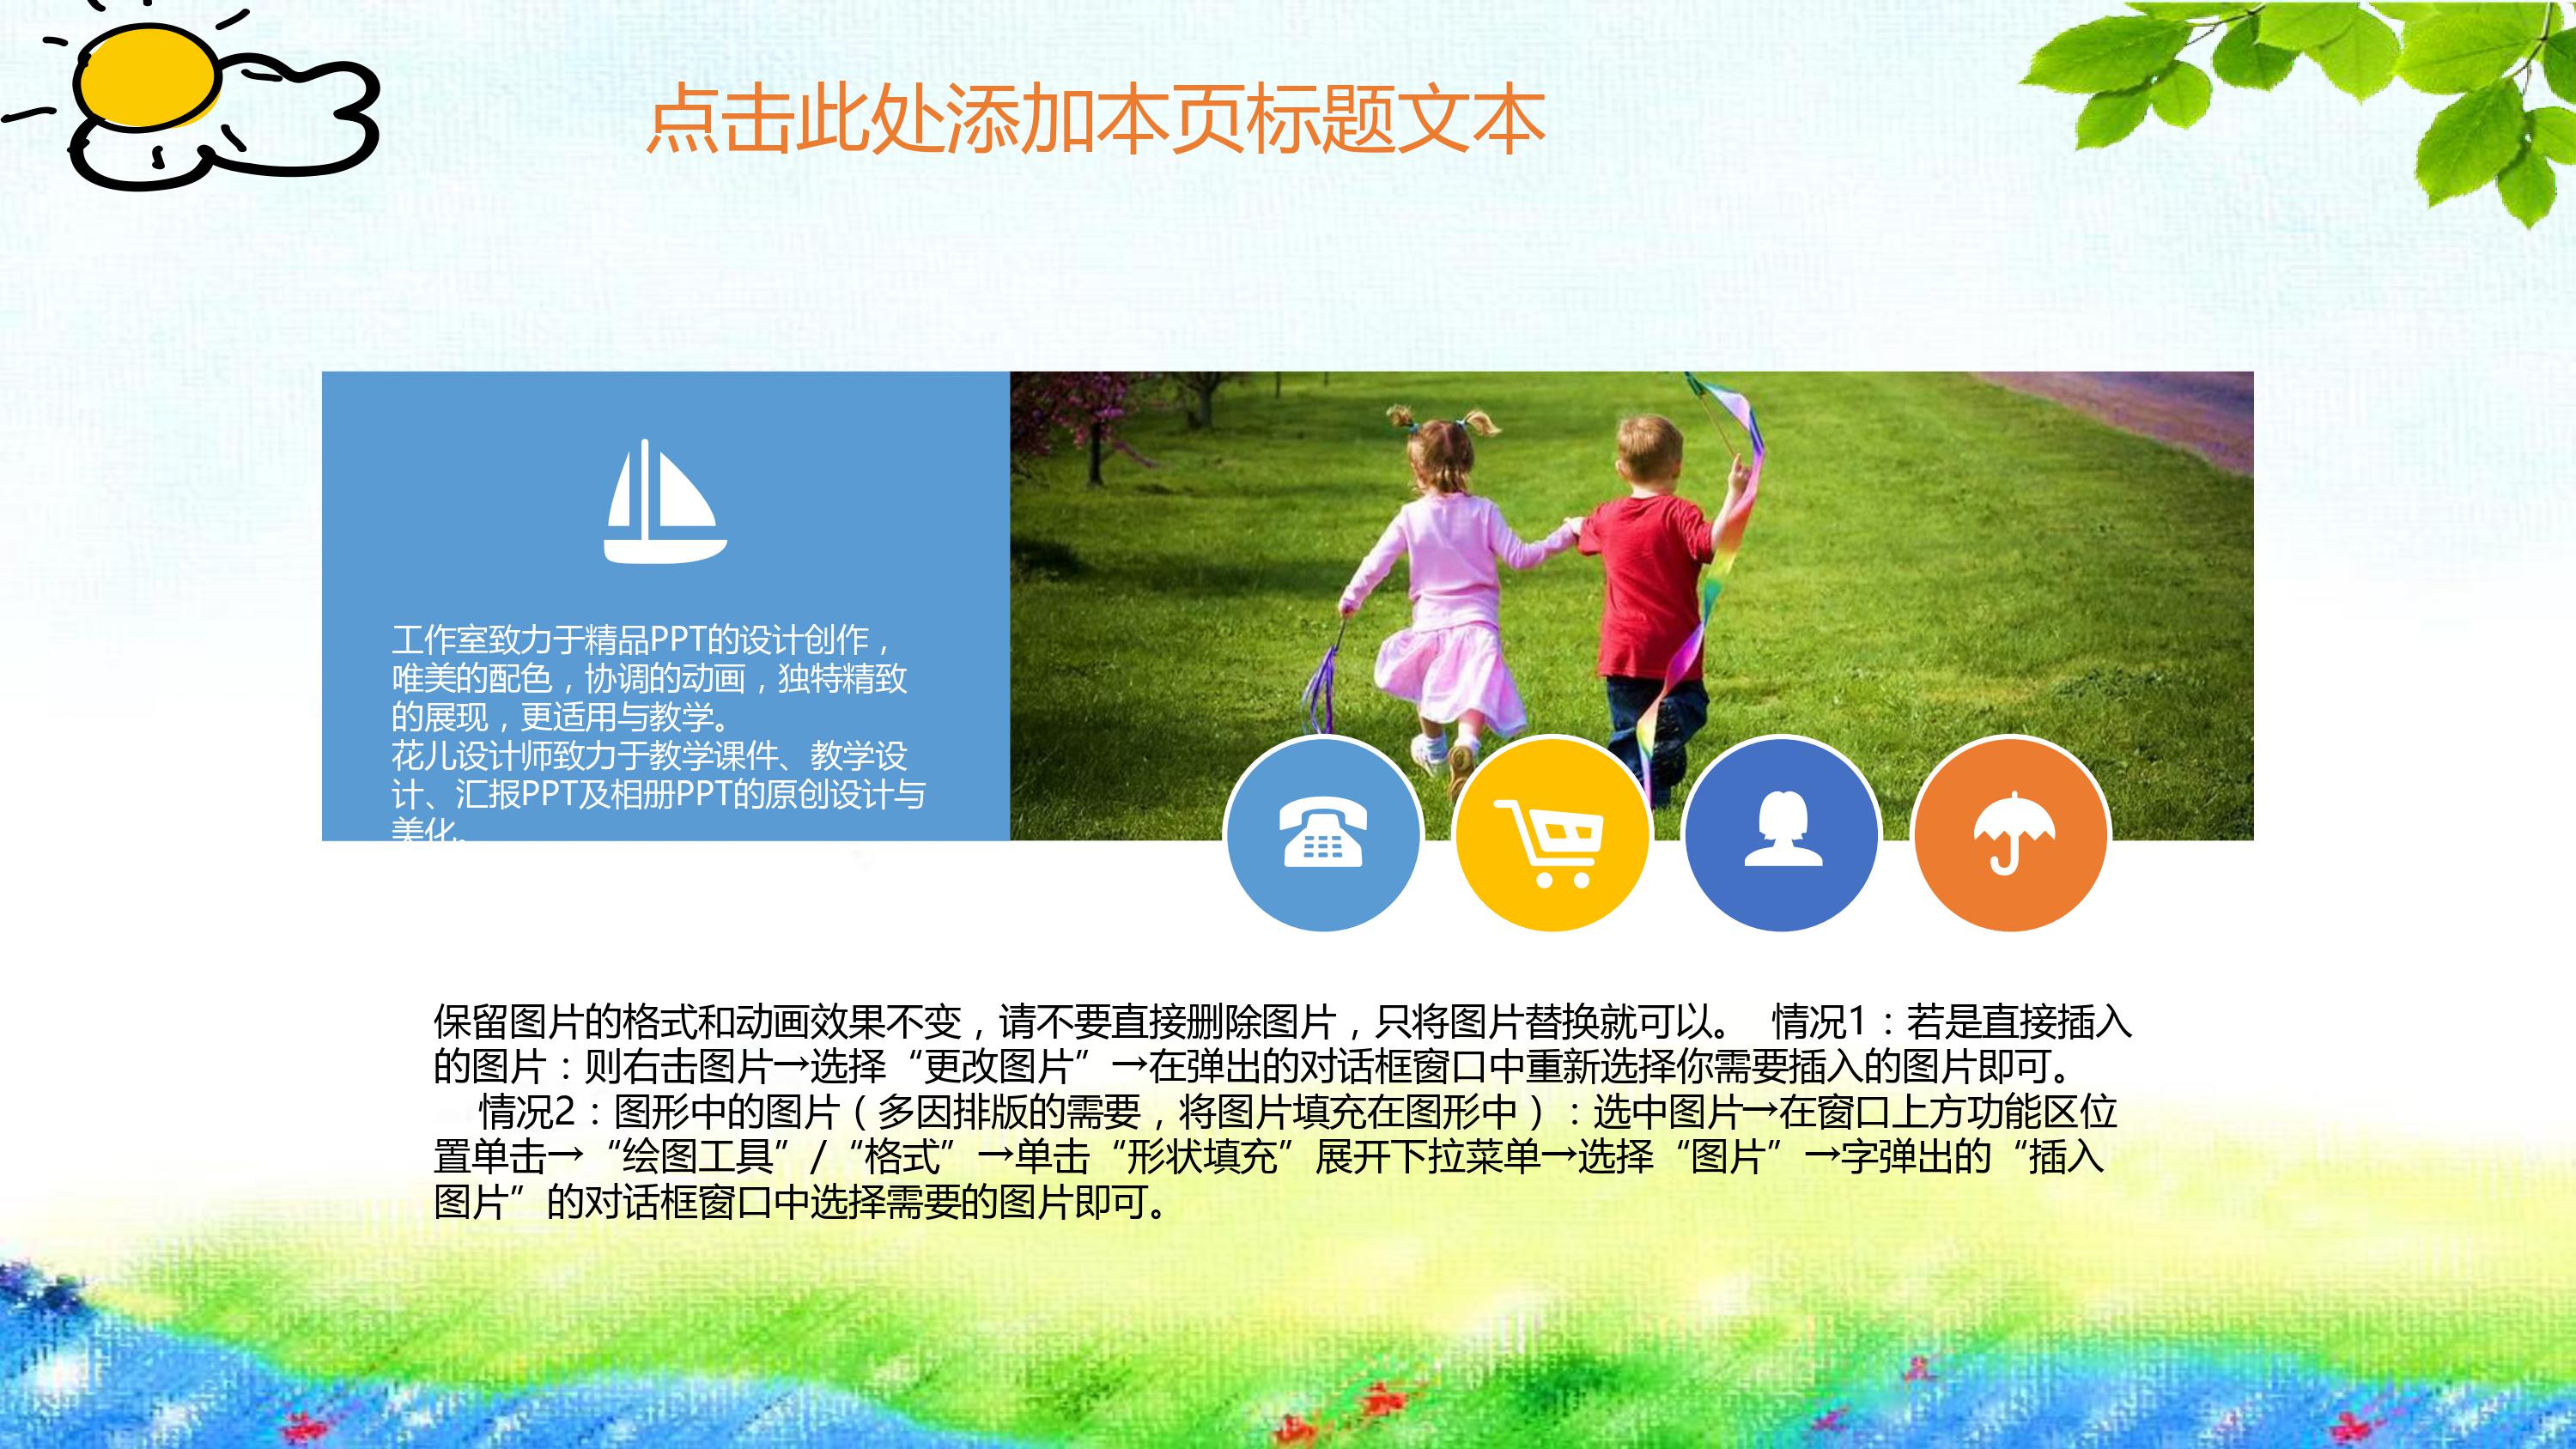 点击此处添加本页标题文本
工作室致力于精品PPT的设计创作，
唯美的配色，协调的动画，独特精致
的展现，更适用与教学。
花儿设计师致力于教学课件、教学设
计、汇报PPT及相册PPT的原创设计与
美化。
保留图片的格式和动画效果不变，请不要直接删除图片，只将图片替换就可以。 情况1：若是直接插入
的图片：则右击图片→选择“更改图片”→在弹出的对话框窗口中重新选择你需要插入的图片即可。
情况2：图形中的图片（多因排版的需要，将图片填充在图形中）：选中图片→在窗口上方功能区位
置单击→“绘图工具”/“格式”→单击“形状填充”展开下拉菜单→选择“图片”→字弹出的“插入
图片”的对话框窗口中选择需要的图片即可。